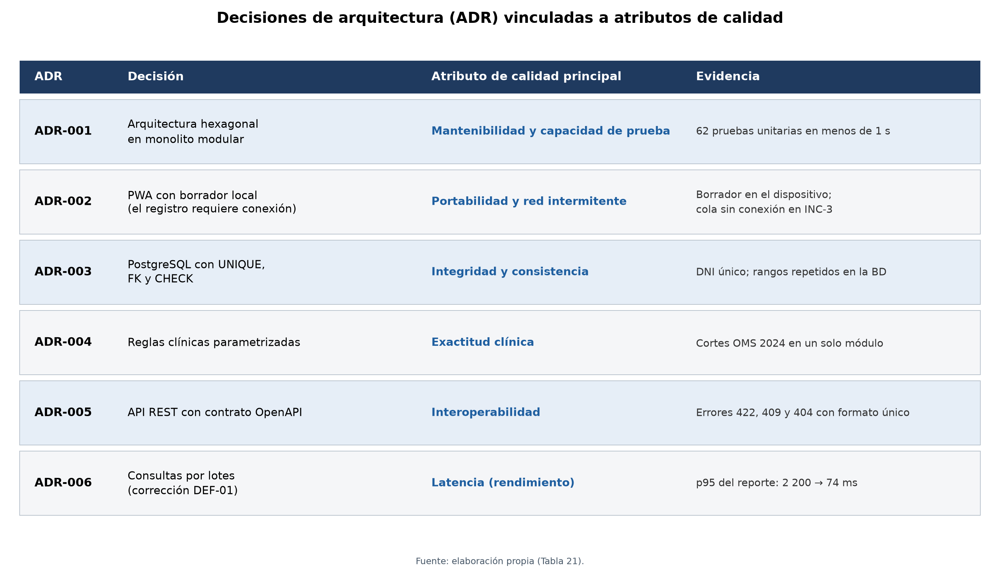 Decisiones de arquitectura (ADR) vinculadas a atributos de calidad
ADR Decisión Atributo de calidad principal Evidencia
ADR-001
Arquitectura hexagonal
en monolito modular
Mantenibilidad y capacidad de prueba
62 pruebas unitarias en menos de 1 s
ADR-002
PWA con borrador local
(el registro requiere conexión)
Portabilidad y red intermitente
Borrador en el dispositivo;
cola sin conexión en INC-3
ADR-003
PostgreSQL con UNIQUE,
FK y CHECK
Integridad y consistencia
DNI único; rangos repetidos en la BD
ADR-004
Reglas clínicas parametrizadas
Exactitud clínica
Cortes OMS 2024 en un solo módulo
ADR-005
API REST con contrato OpenAPI
Interoperabilidad
Errores 422, 409 y 404 con formato único
ADR-006
Consultas por lotes
(corrección DEF-01)
Latencia (rendimiento)
p95 del reporte: 2 200 → 74 ms
Fuente: elaboración propia (Tabla 21).